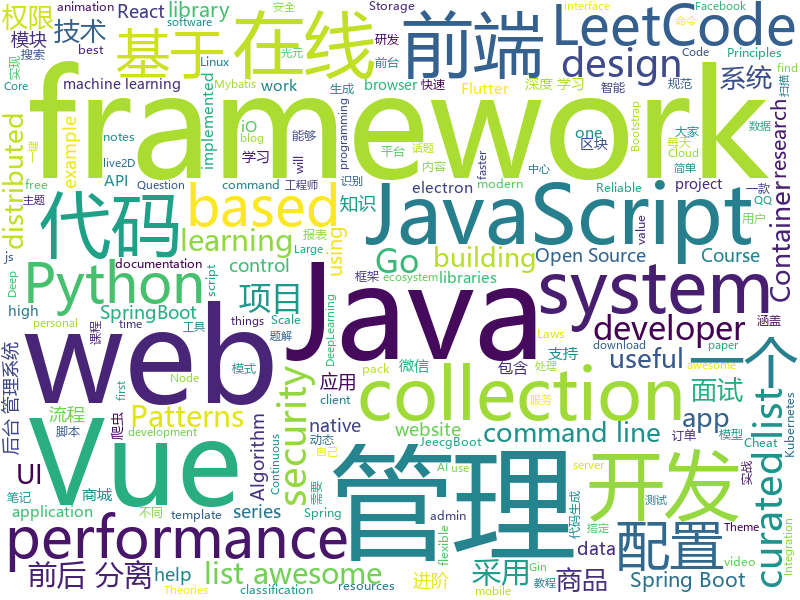 animation React library
Storage interface Facebook
software best Linux
权限 模块 技术 搜索 安全 光元 研发 前台 命令
基于 在线 前端 LeetCode
Code Principles
design 系统
Core 实现 machine learning work browser 生成 深度 学习 Flutter 快速 智能 规范 find 扫描
framework
distributed example implemented iO notes blog 能够 programming one 平台 Bootstrap 大家 数据
学习 will 话题 区块 Cloud 每天
free live2D Question 工程师 内容 faster Reliable project 一款 QQ
一键 主题 command electron modern 中心 简单 用户
代码 based JavaScript Container research
API 识别 知识
js documentation learning using Go building Open Source Course
Python control 报表 Large ecosystem libraries value 涵盖
high SpringBoot 项目 script 框架 system
personal time things Scale 题解 developer
课程 工具 DeepLearning 微信 download Laws
web Java Deep 模式 包含 paper awesome
Node 应用 支持 useful 一个
first pack 处理 服务
后台 管理系统 流程 爬虫 security client collection 面试
Vue Patterns 脚本 native app Kubernetes
动态 自己 website 订单 模型 Cheat
development Continuous AI use JeecgBoot command line curated list
UI 商城 Algorithm 需要 管理 server 开发
笔记 不同 Spring series Mybatis
application template admin 代码生成 data 测试 实战
performance 搞定 配置
flexible video Theme Integration
前后 分离 help list awesome 采用 商品 Spring Boot
classification resources Theories 进阶 Gin 教程 mobile